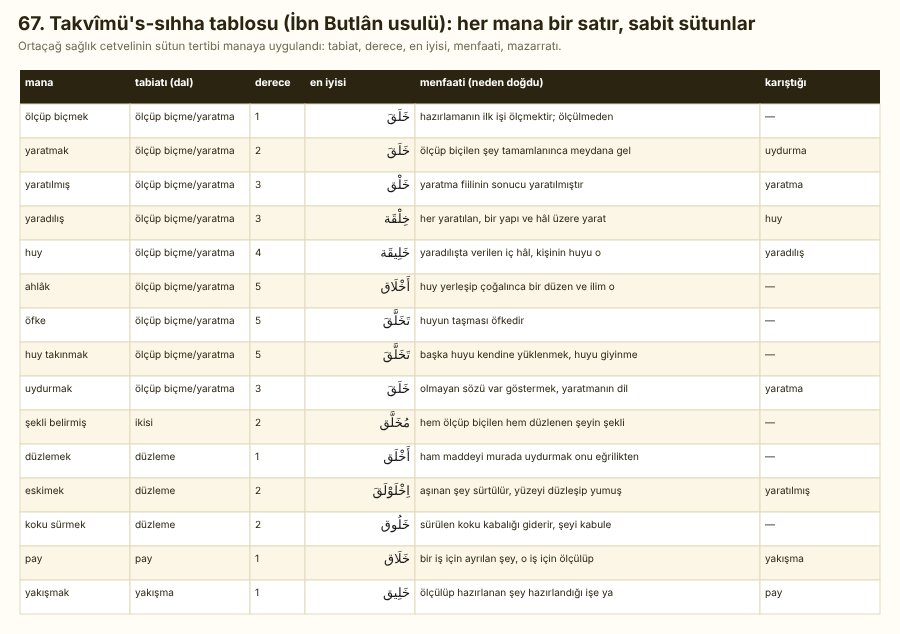 67. Takvîmü's-sıhha tablosu (İbn Butlân usulü): her mana bir satır, sabit sütunlar
Ortaçağ sağlık cetvelinin sütun tertibi manaya uygulandı: tabiat, derece, en iyisi, menfaati, mazarratı.
mana tabiatı (dal) derece en iyisi menfaati (neden doğdu) karıştığı
ölçüp biçmek ölçüp biçme/yaratma 1 خَلَقَ hazırlamanın ilk işi ölçmektir; ölçülmeden —
yaratmak ölçüp biçme/yaratma 2 خَلَقَ ölçüp biçilen şey tamamlanınca meydana gel uydurma
yaratılmış ölçüp biçme/yaratma 3 خَلْق yaratma fiilinin sonucu yaratılmıştır yaratma
yaradılış ölçüp biçme/yaratma 3 خِلْقَة her yaratılan, bir yapı ve hâl üzere yarat huy
huy ölçüp biçme/yaratma 4 خَلِيقَة yaradılışta verilen iç hâl, kişinin huyu o yaradılış
ahlâk ölçüp biçme/yaratma 5 أَخْلَاق huy yerleşip çoğalınca bir düzen ve ilim o —
öfke ölçüp biçme/yaratma 5 تَخَلَّقَ huyun taşması öfkedir —
huy takınmak ölçüp biçme/yaratma 5 تَخَلَّقَ başka huyu kendine yüklenmek, huyu giyinme —
uydurmak ölçüp biçme/yaratma 3 خَلَقَ olmayan sözü var göstermek, yaratmanın dil yaratma
şekli belirmiş ikisi 2 مُخَلَّق hem ölçüp biçilen hem düzlenen şeyin şekli —
düzlemek düzleme 1 أَخْلَق ham maddeyi murada uydurmak onu eğrilikten —
eskimek düzleme 2 اِخْلَوْلَقَ aşınan şey sürtülür, yüzeyi düzleşip yumuş yaratılmış
koku sürmek düzleme 2 خَلُوق sürülen koku kabalığı giderir, şeyi kabule —
pay pay 1 خَلَاق bir iş için ayrılan şey, o iş için ölçülüp yakışma
yakışmak yakışma 1 خَلِيق ölçülüp hazırlanan şey hazırlandığı işe ya pay